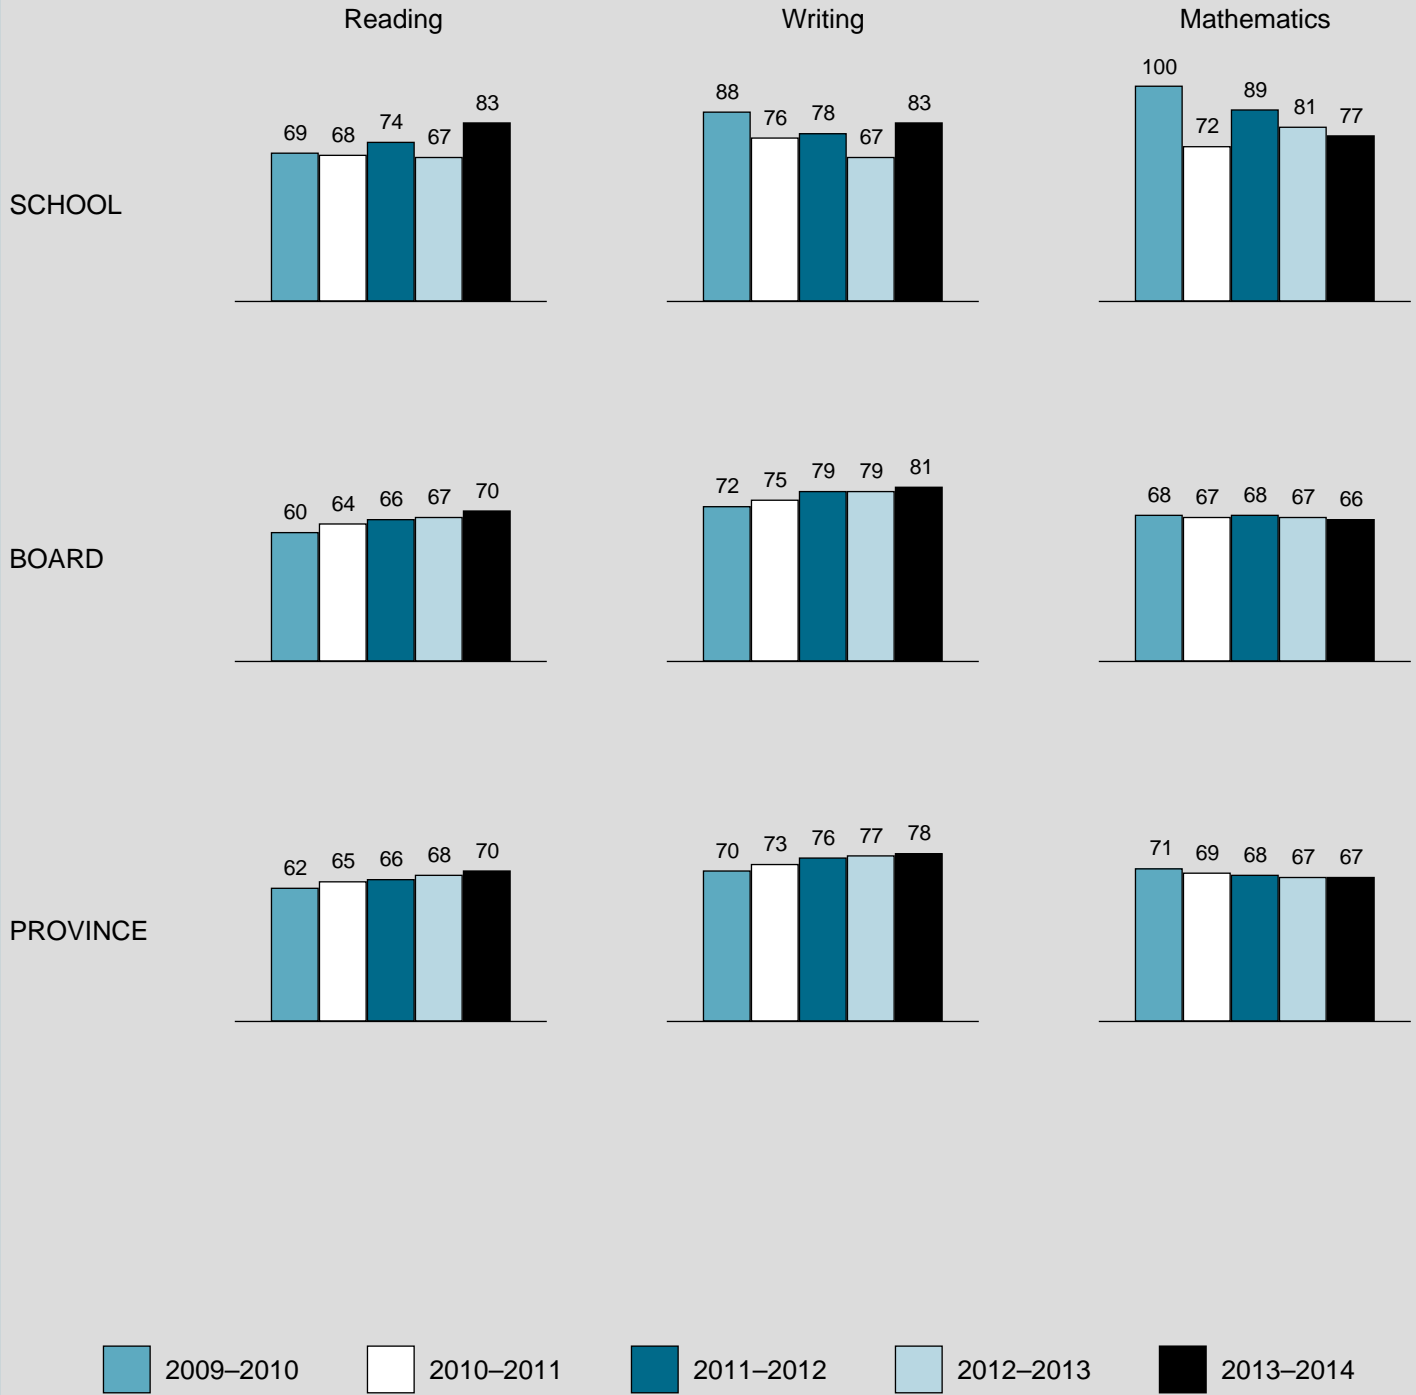 Reading Writing Mathematics
SCHOOL
69 68 74 67 83
88 76 78 67 83
100 72 89 81 77
BOARD
60 64 66 67 70
72 75 79 79 81
68 67 68 67 66
PROVINCE
62 65 66 68 70
70 73 76 77 78
71 69 68 67 67
2009–2010 2010–2011 2011–2012 2012–2013 2013–2014